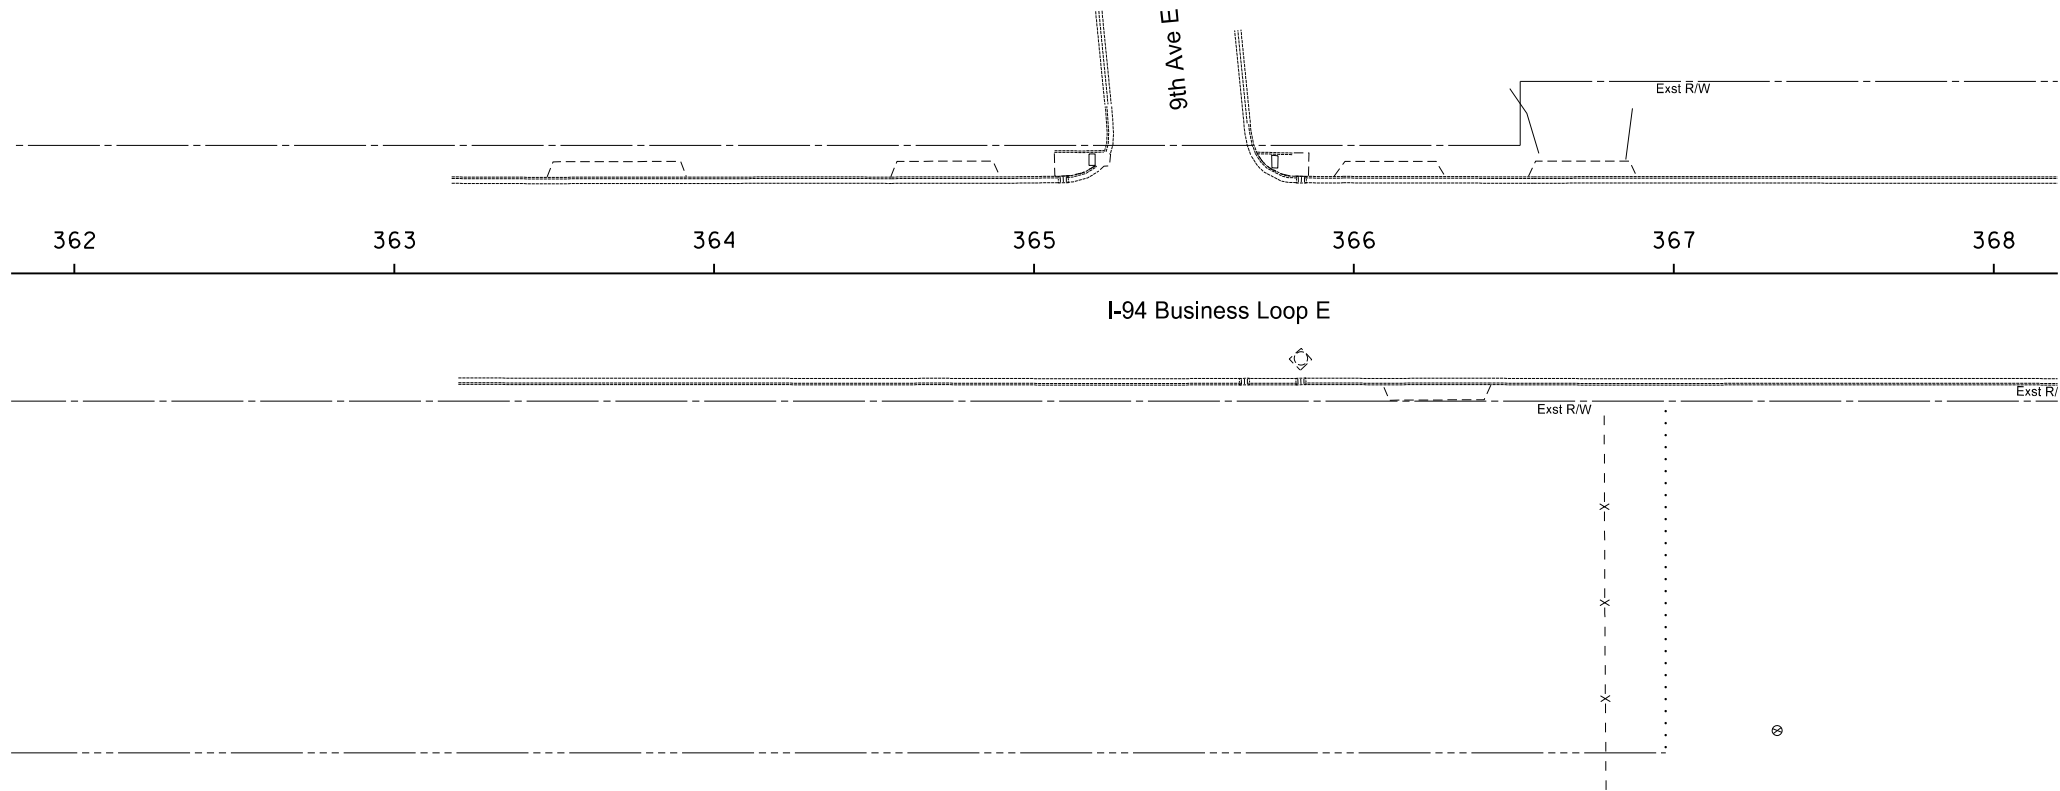 9th Ave E
Exst R/W
362 363 364 365 366 367 368
I-94 Business Loop E
Exst R/
Exst R/W
X
X
X